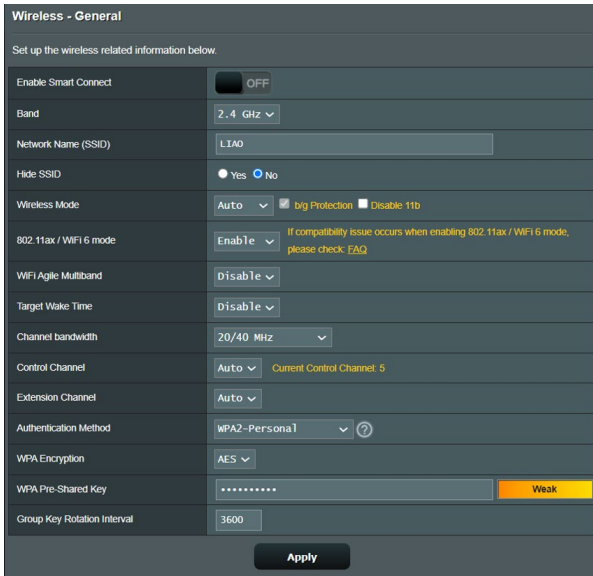 Wireless - General
Set up the wireless related information below.
Enable Smart Connect OFF
Band 2.4 GHz
Network Name (SSID) LIAO
Hide SSID Yes No
Wireless Mode Auto b/g Protection Disable 11b
802.11ax / WiFi 6 mode Enable If compatibility issue occurs when enabling 802.11ax / WiFi 6 mode,
please check: FAQ
WiFi Agile Multiband Disable
Target Wake Time Disable
Channel bandwidth 20/40 MHz
Control Channel Auto Current Control Channel: 5
Extension Channel Auto
Authentication Method WPA2-Personal ?
WPA Encryption AES
WPA Pre-Shared Key •••••••••• Weak
Group Key Rotation Interval 3600
Apply